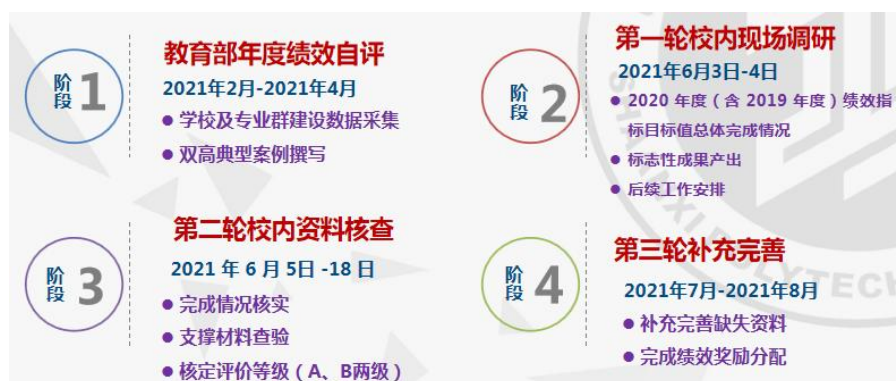 阶段1
教育部年度绩效自评
2021年2月-2021年4月
● 学校及专业群建设数据采集
● 双高典型案例撰写
阶段2
第一轮校内现场调研
2021年6月3日-4日
● 2020 年度（含 2019 年度）绩效指
标目标值总体完成情况
● 标志性成果产出
● 后续工作安排
阶段3
第二轮校内资料核查
2021 年 6 月 5日 -18 日
● 完成情况核实
● 支撑材料查验
● 核定评价等级（A、B两级）
阶段4
第三轮补充完善
2021年7月-2021年8月
● 补充完善缺失资料
● 完成绩效奖励分配